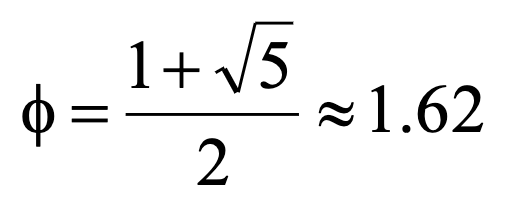 ϕ = (1+√5)/2 ≈ 1.62